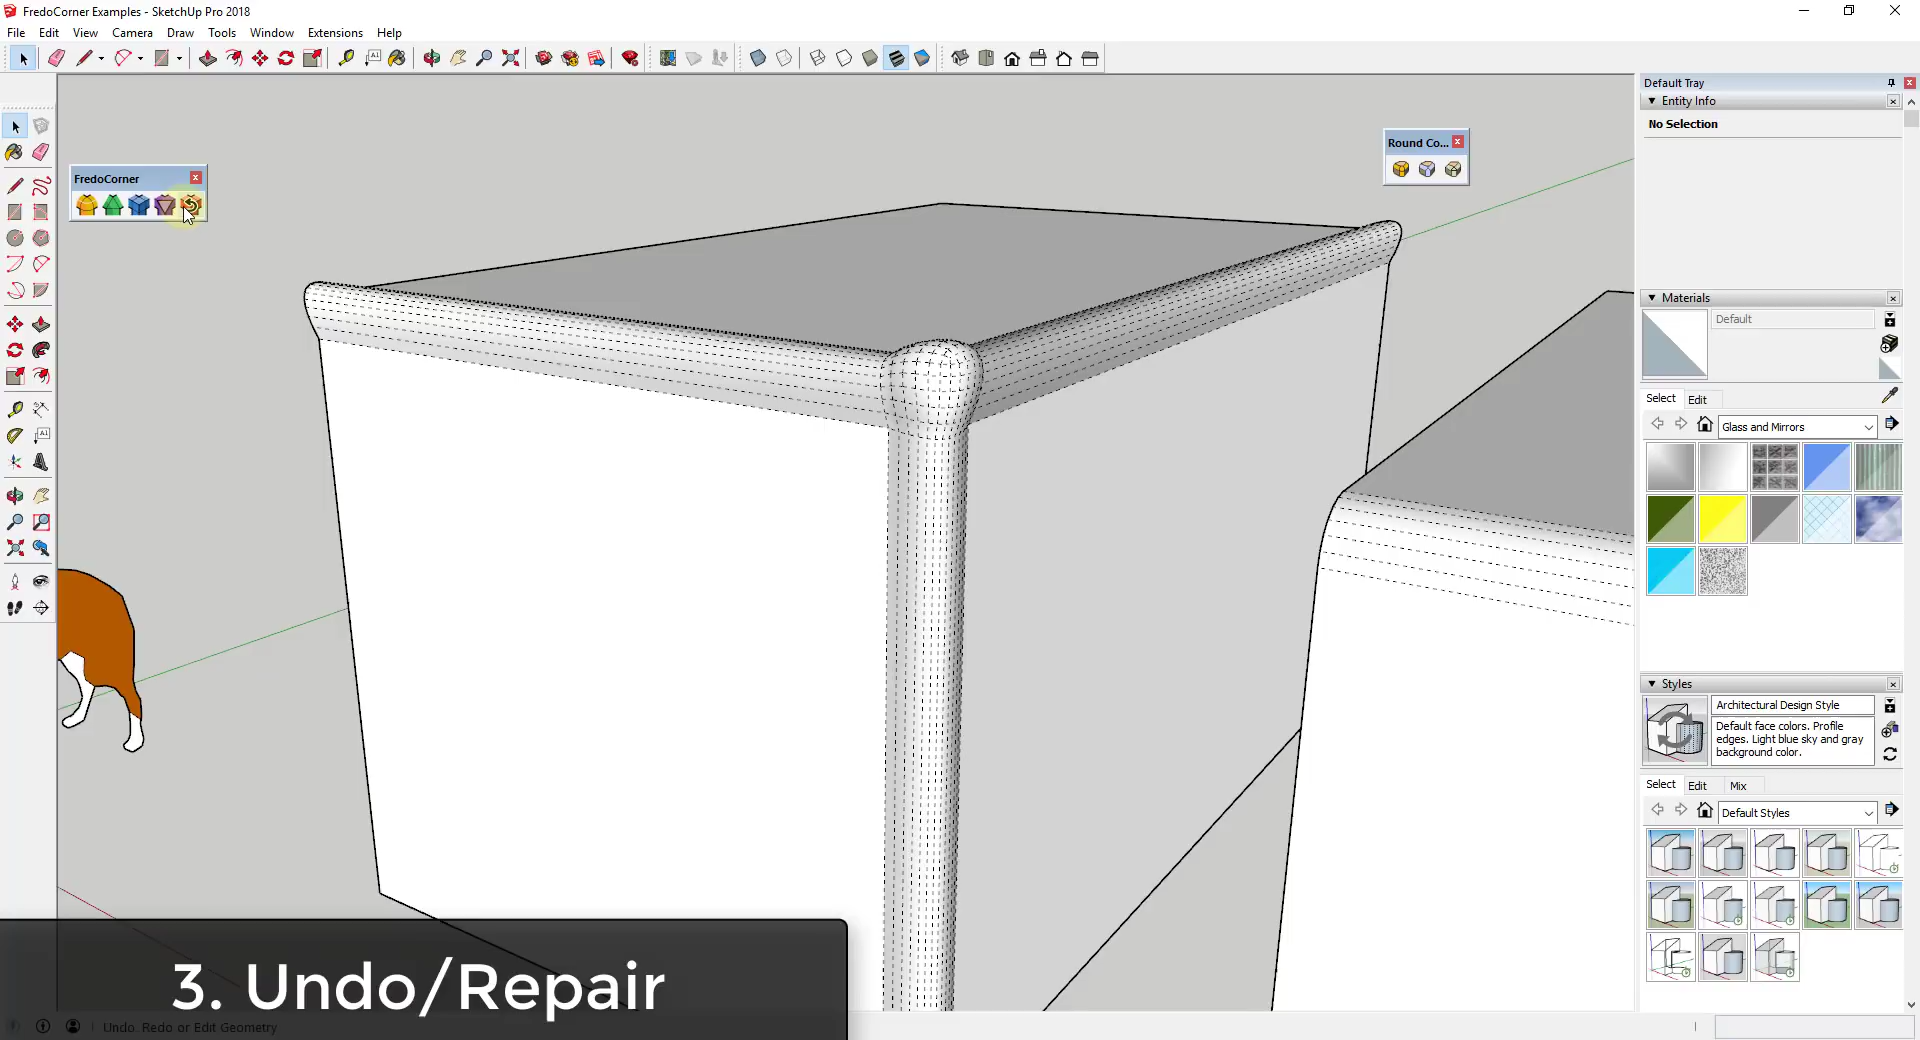 FredoCorner Examples - SketchUp Pro 2018
File Edit View Camera Draw Tools Window Extensions Help
Default Tray
Entity Info
No Selection
Round Co...
FredoCorner
Materials
Default
Select Edit
Glass and Mirrors
Styles
Architectural Design Style
Default face colors. Profile
edges. Light blue sky and gray
background color.
Select Edit Mix
Default Styles
3. Undo/Repair
Undo. Redo or Edit Geometry